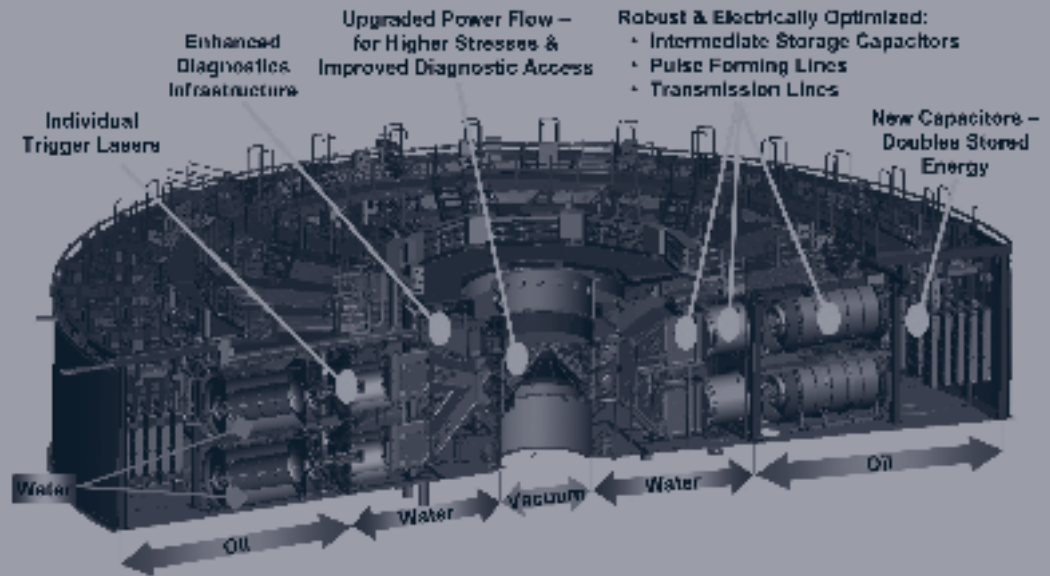 Upgraded Power Flow –
for Higher Stresses &
Improved Diagnostic Access
Robust & Electrically Optimized:
• Intermediate Storage Capacitors
• Pulse Forming Lines
• Transmission Lines
Enhanced
Diagnostics
Infrastructure
Individual
Trigger Lasers
New Capacitors –
Doubles Stored
Energy
Water
Oil
Water
Vacuum
Water
Oil